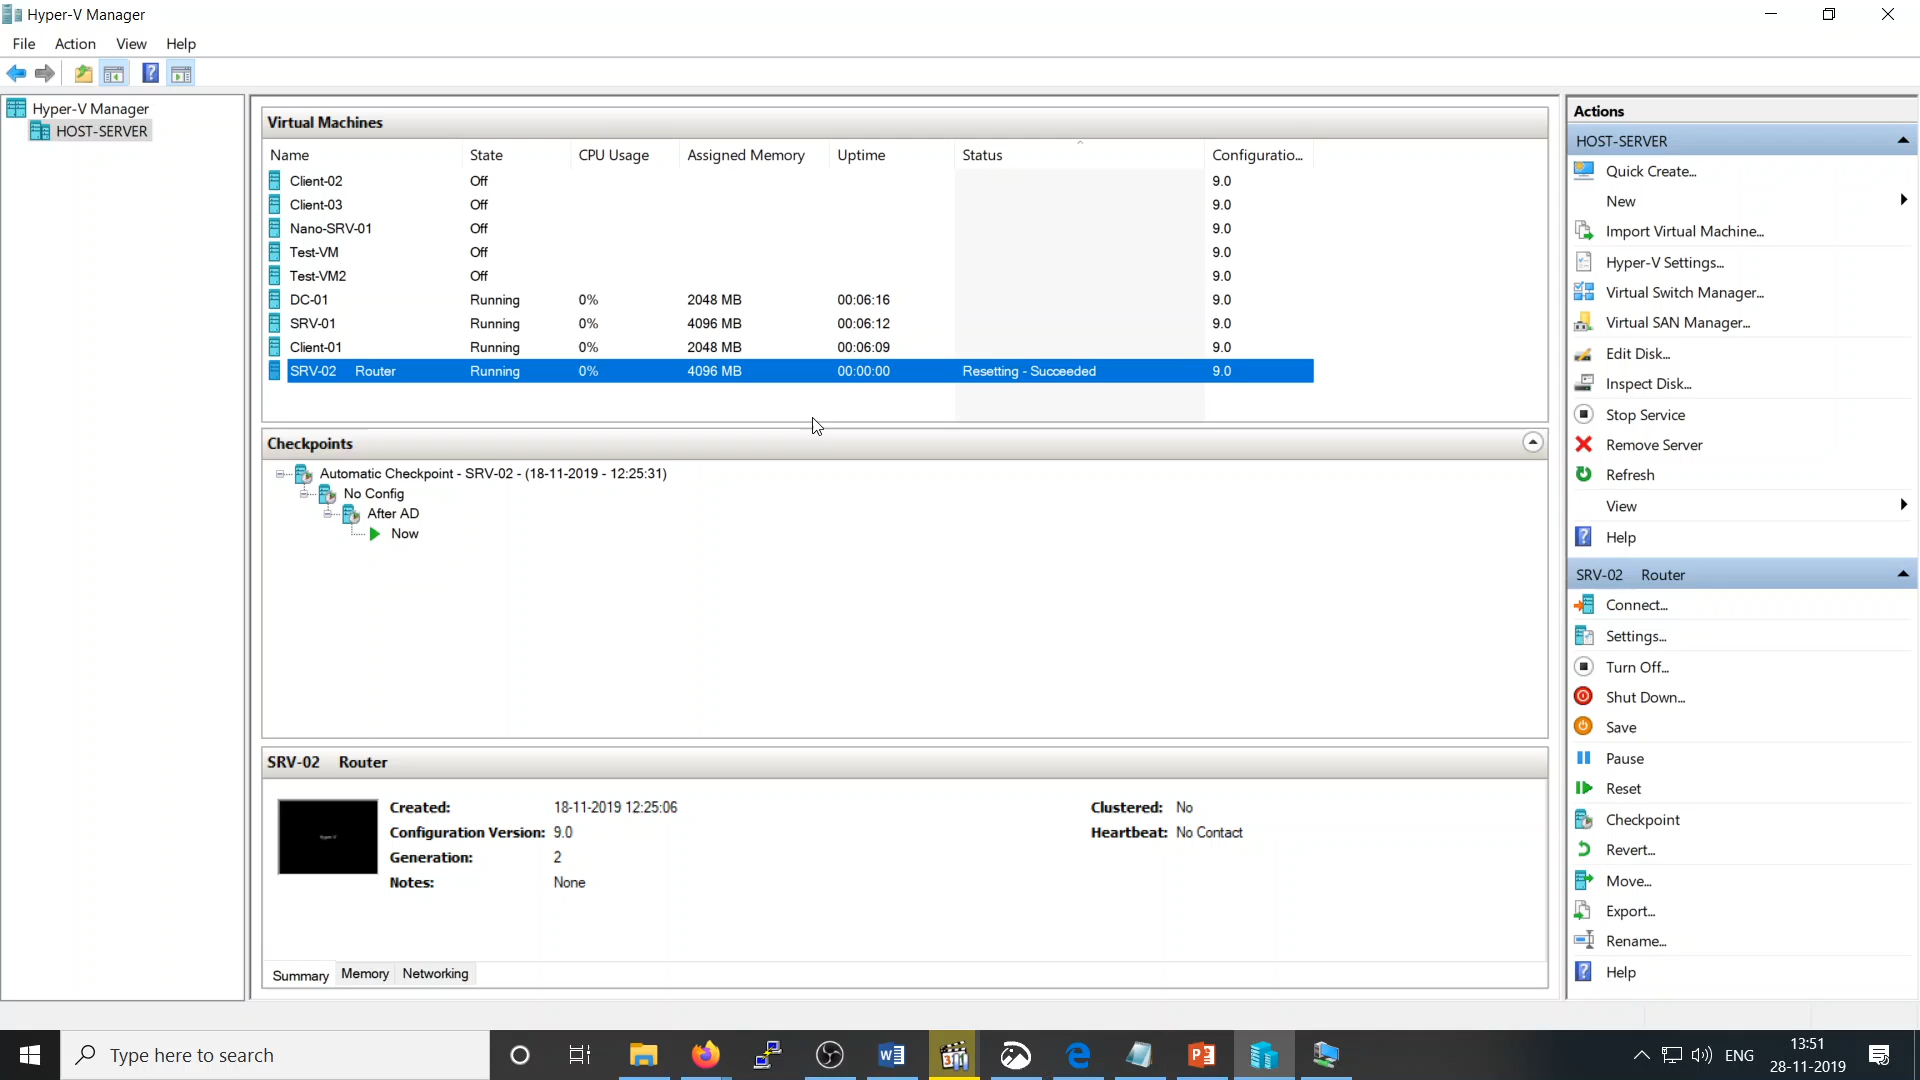 Hyper-V Manager
File Action View Help
Hyper-V Manager
HOST-SERVER
Virtual Machines
Name State CPU Usage Assigned Memory Uptime Status Configuratio...
Client-02 Off 9.0
Client-03 Off 9.0
Nano-SRV-01 Off 9.0
Test-VM Off 9.0
Test-VM2 Off 9.0
DC-01 Running 0% 2048 MB 00:06:16 9.0
SRV-01 Running 0% 4096 MB 00:06:12 9.0
Client-01 Running 0% 2048 MB 00:06:09 9.0
SRV-02 Router Running 0% 4096 MB 00:00:00 Resetting - Succeeded 9.0
Checkpoints
Automatic Checkpoint - SRV-02 - (18-11-2019 - 12:25:31)
No Config
After AD
Now
SRV-02 Router
Created: 18-11-2019 12:25:06
Configuration Version: 9.0
Generation: 2
Notes: None
Clustered: No
Heartbeat: No Contact
Summary Memory Networking
Actions
HOST-SERVER
Quick Create...
New
Import Virtual Machine...
Hyper-V Settings...
Virtual Switch Manager...
Virtual SAN Manager...
Edit Disk...
Inspect Disk...
Stop Service
Remove Server
Refresh
View
Help
SRV-02 Router
Connect...
Settings...
Turn Off...
Shut Down...
Save
Pause
Reset
Checkpoint
Revert...
Move...
Export...
Rename...
Help
Type here to search
ENG
13:51
28-11-2019